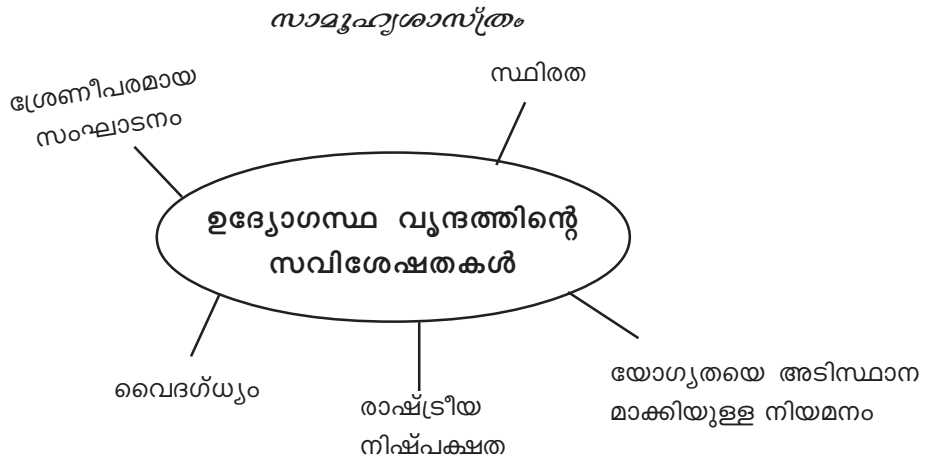 സാമൂഹ്യശാസ്ത്രം
ശ്രേണീപരമായ
സംഘാടനം
സ്ഥിരത
ഉദ്യോഗസ്ഥ വൃന്ദത്തിന്റെ
സവിശേഷതകൾ
വൈദഗ്ധ്യം
രാഷ്ട്രീയ
നിഷ്പക്ഷത
യോഗ്യതയെ അടിസ്ഥാന
മാക്കിയുള്ള നിയമനം